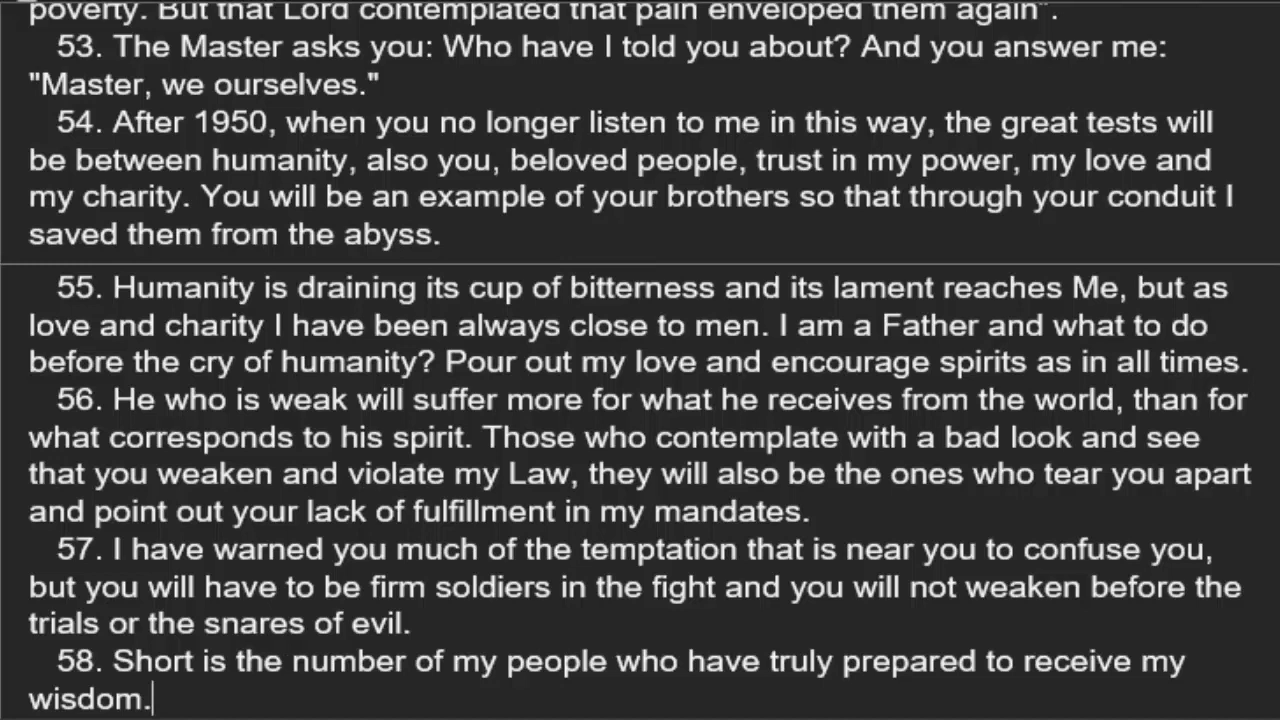 poverty. But that Lord contemplated that pain enveloped them again".
53. The Master asks you: Who have I told you about? And you answer me:
"Master, we ourselves."
54. After 1950, when you no longer listen to me in this way, the great tests will
be between humanity, also you, beloved people, trust in my power, my love and
my charity. You will be an example of your brothers so that through your conduit I
saved them from the abyss.
55. Humanity is draining its cup of bitterness and its lament reaches Me, but as
love and charity I have been always close to men. I am a Father and what to do
before the cry of humanity? Pour out my love and encourage spirits as in all times.
56. He who is weak will suffer more for what he receives from the world, than for
what corresponds to his spirit. Those who contemplate with a bad look and see
that you weaken and violate my Law, they will also be the ones who tear you apart
and point out your lack of fulfillment in my mandates.
57. I have warned you much of the temptation that is near you to confuse you,
but you will have to be firm soldiers in the fight and you will not weaken before the
trials or the snares of evil.
58. Short is the number of my people who have truly prepared to receive my
wisdom.